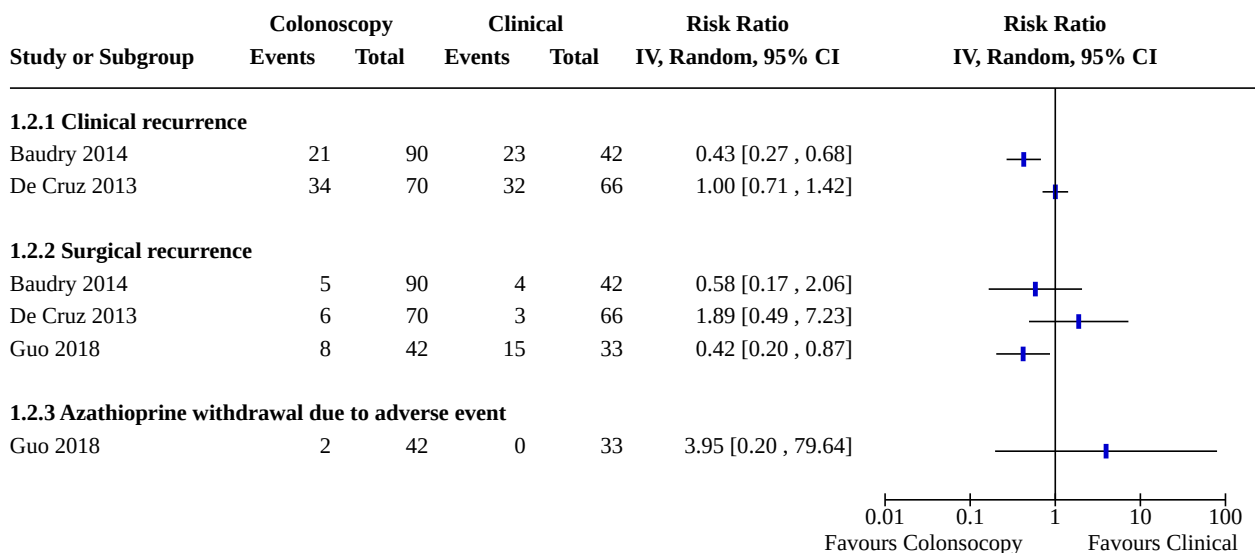 Colonoscopy Clinical Risk Ratio Risk Ratio
Study or Subgroup Events Total Events Total IV, Random, 95% CI IV, Random, 95% CI
1.2.1 Clinical recurrence
Baudry 2014 21 90 23 42 0.43 [0.27 , 0.68]
De Cruz 2013 34 70 32 66 1.00 [0.71 , 1.42]
1.2.2 Surgical recurrence
Baudry 2014 5 90 4 42 0.58 [0.17 , 2.06]
De Cruz 2013 6 70 3 66 1.89 [0.49 , 7.23]
Guo 2018 8 42 15 33 0.42 [0.20 , 0.87]
1.2.3 Azathioprine withdrawal due to adverse event
Guo 2018 2 42 0 33 3.95 [0.20 , 79.64]
0.01 0.1 1 10 100
Favours Colonsocopy Favours Clinical